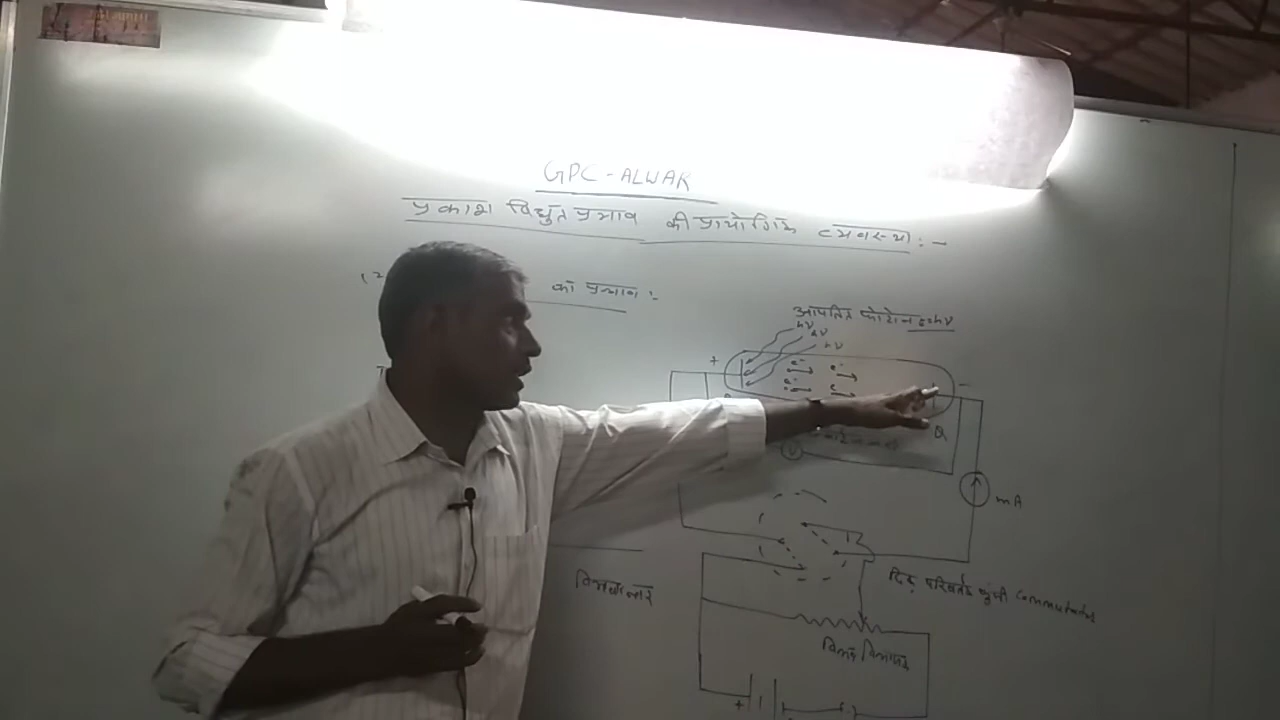 GPC-ALWAR
प्रकाश विद्युत प्रभाव की प्रायोगिक व्यवस्था :-
का प्रभाव :-
आपतित फोटोन E=hν
hν
hν
hν
+
e⁻ e⁻
e⁻ e⁻
-
Q
V
mA
दिक् परिवर्तक कुंजी Commutator
विभवान्तर
विभव विभाजक
+